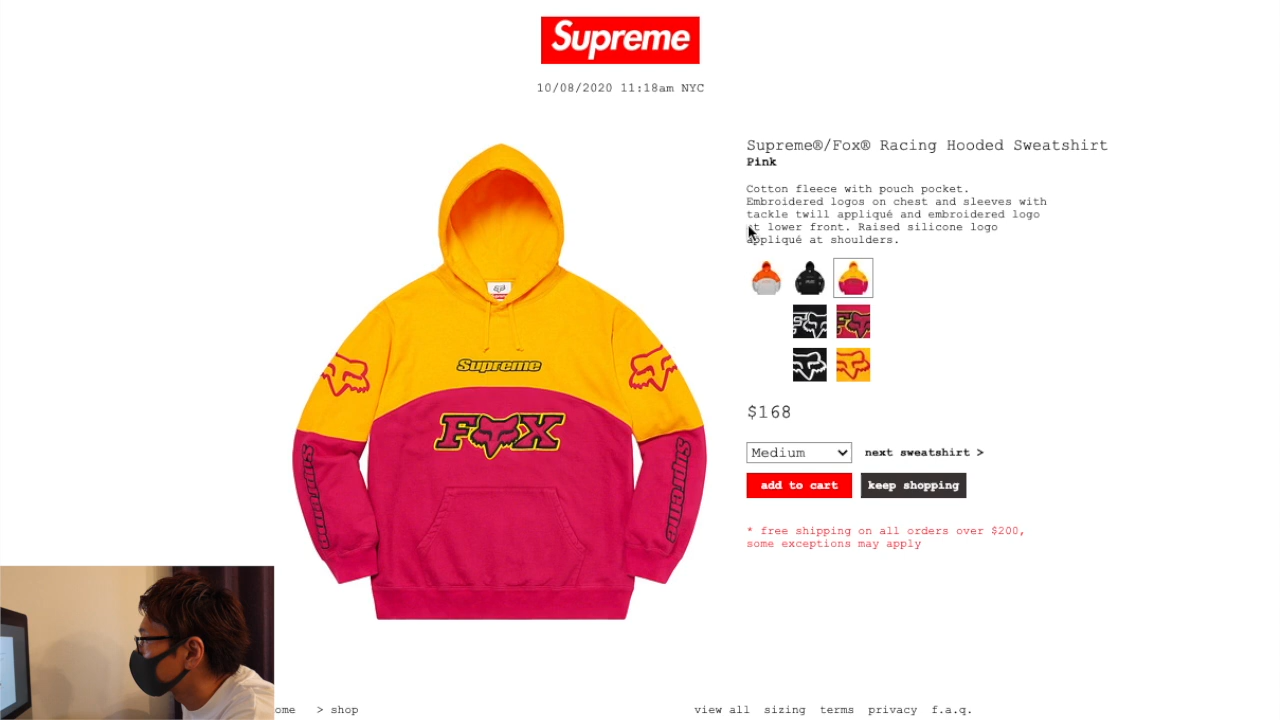 Supreme
10/08/2020 11:18am NYC
Supreme®/Fox® Racing Hooded Sweatshirt
Pink
Cotton fleece with pouch pocket.
Embroidered logos on chest and sleeves with
tackle twill appliqué and embroidered logo
at lower front. Raised silicone logo
appliqué at shoulders.
Supreme
FOX
Supreme
Supreme
$168
Medium
next sweatshirt >
add to cart
keep shopping
* free shipping on all orders over $200,
some exceptions may apply
ome > shop
view all sizing terms privacy f.a.q.